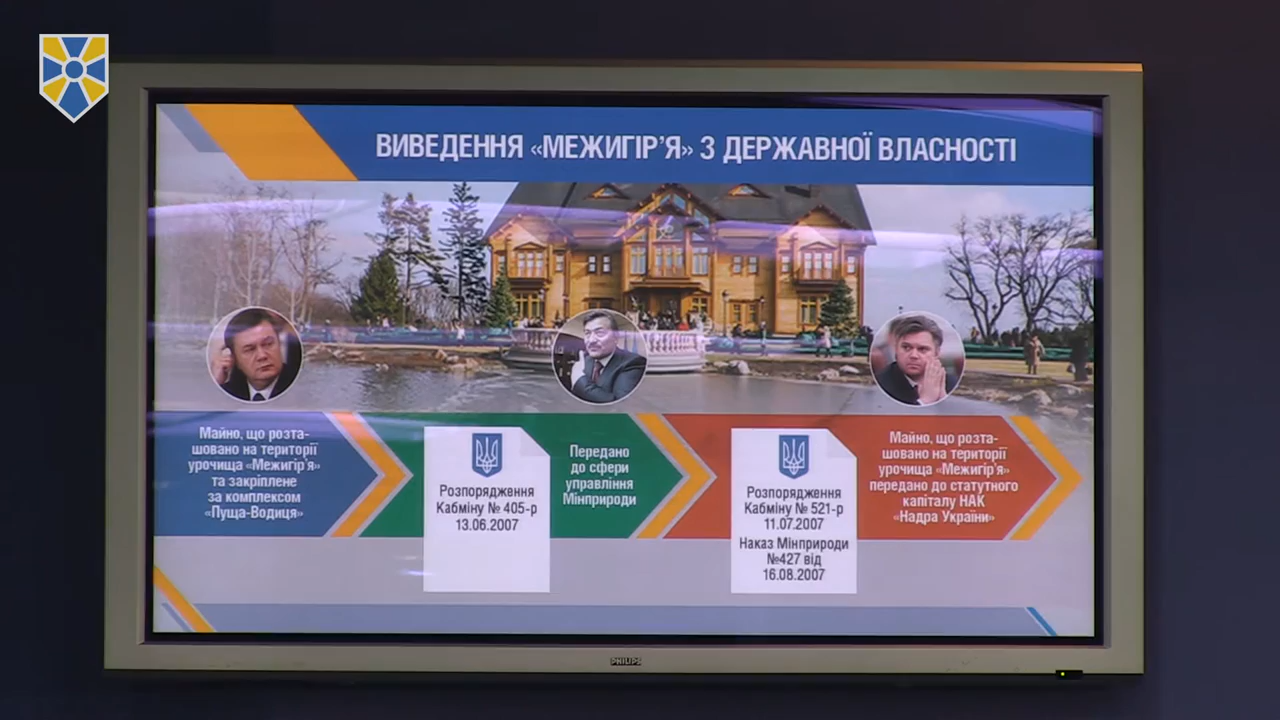 ВИВЕДЕННЯ «МЕЖИГІР’Я» З ДЕРЖАВНОЇ ВЛАСНОСТІ
Майно, що розта-
шовано на території
урочища «Межигір’я»
та закріплене
за комплексом
«Пуща-Водиця»
Розпорядження
Кабміну № 405-р
13.06.2007
Передано
до сфери
управління
Мінприроди
Розпорядження
Кабміну № 521-р
11.07.2007
Наказ Мінприроди
№427 від
16.08.2007
Майно, що розта-
шовано на території
урочища «Межигір’я»
передано до статутного
капіталу НАК
«Надра України»
PHILIPS